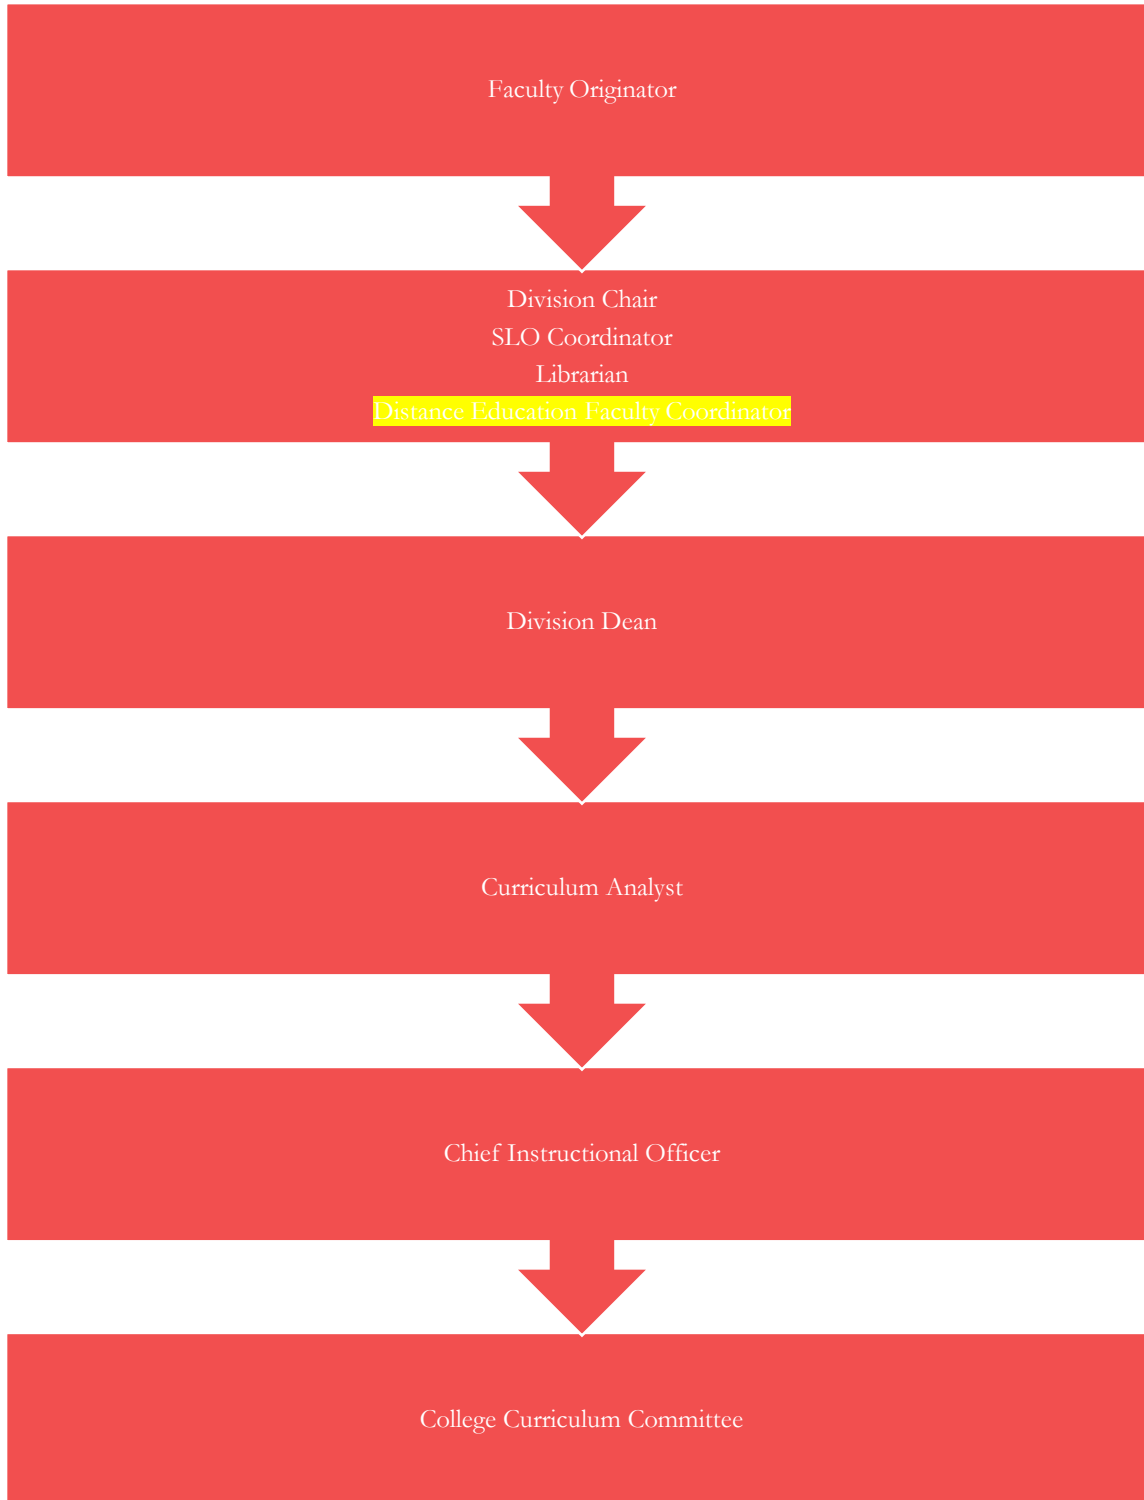 Faculty Originator
Division Chair
SLO Coordinator
Librarian
Distance Education Faculty Coordinator
Division Dean
Curriculum Analyst
Chief Instructional Officer
College Curriculum Committee